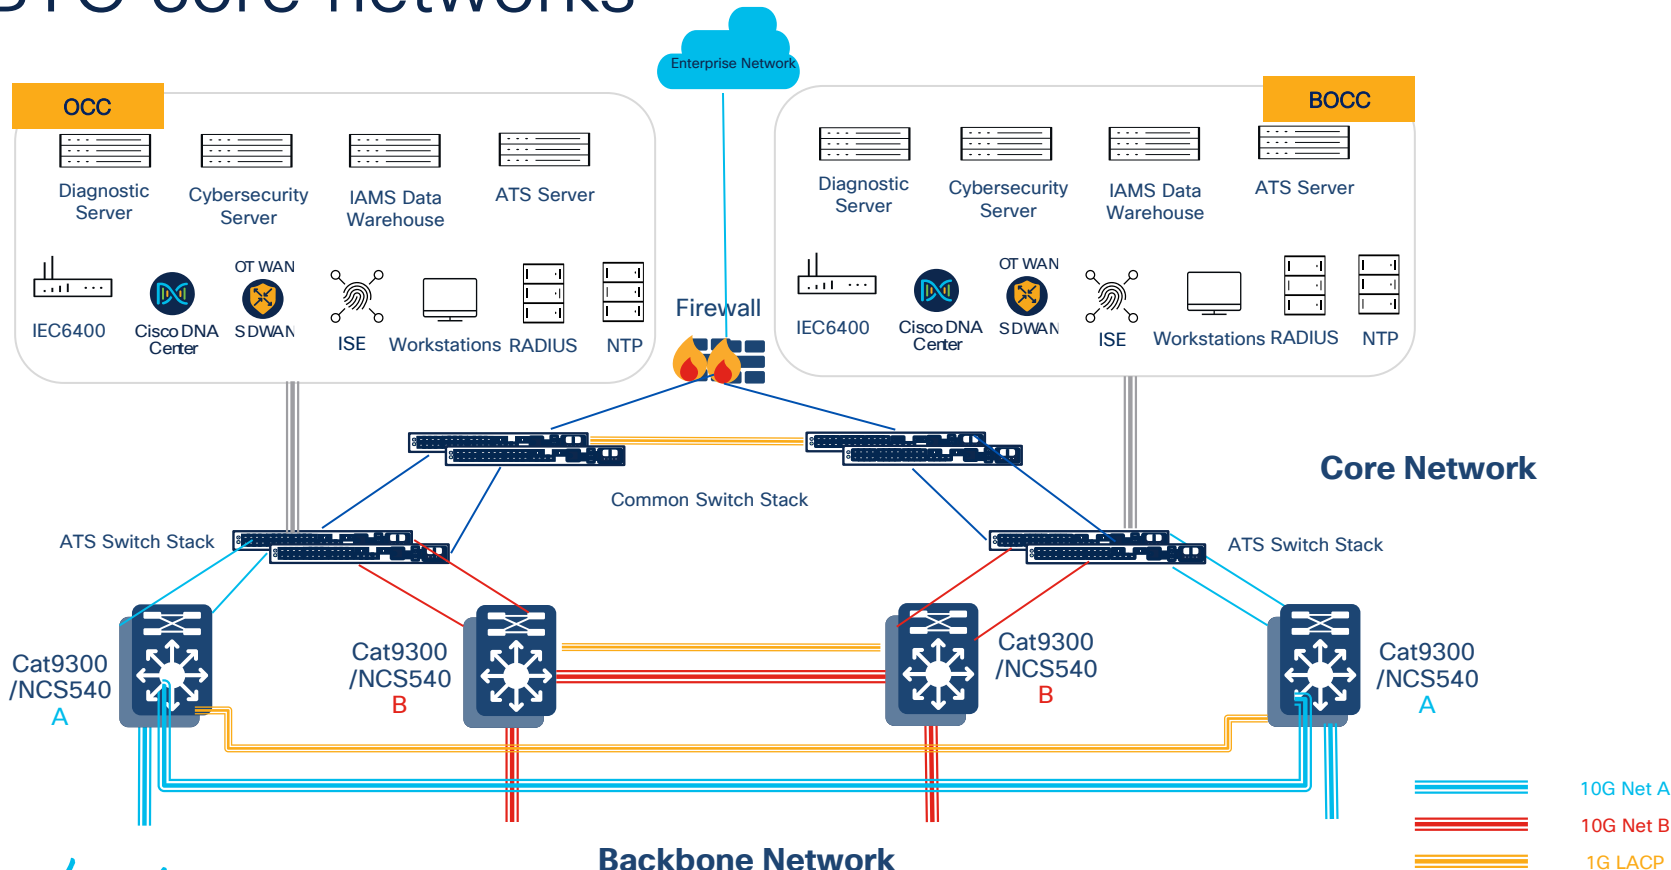 core networks
Enterprise Network
OCC
BOCC
Diagnostic
Server
Cybersecurity
Server
IAMS Data
Warehouse
ATS Server
Diagnostic
Server
Cybersecurity
Server
IAMS Data
Warehouse
ATS Server
IEC6400
Cisco DNA
Center
OT WAN
SDWAN
ISE
Workstations
RADIUS
NTP
Firewall
IEC6400
Cisco DNA
Center
OT WAN
SDWAN
ISE
Workstations
RADIUS
NTP
Core Network
Common Switch Stack
ATS Switch Stack
ATS Switch Stack
Cat9300
/NCS540
A
Cat9300
/NCS540
B
Cat9300
/NCS540
B
Cat9300
/NCS540
A
10G Net A
10G Net B
1G LACP
Backbone Network